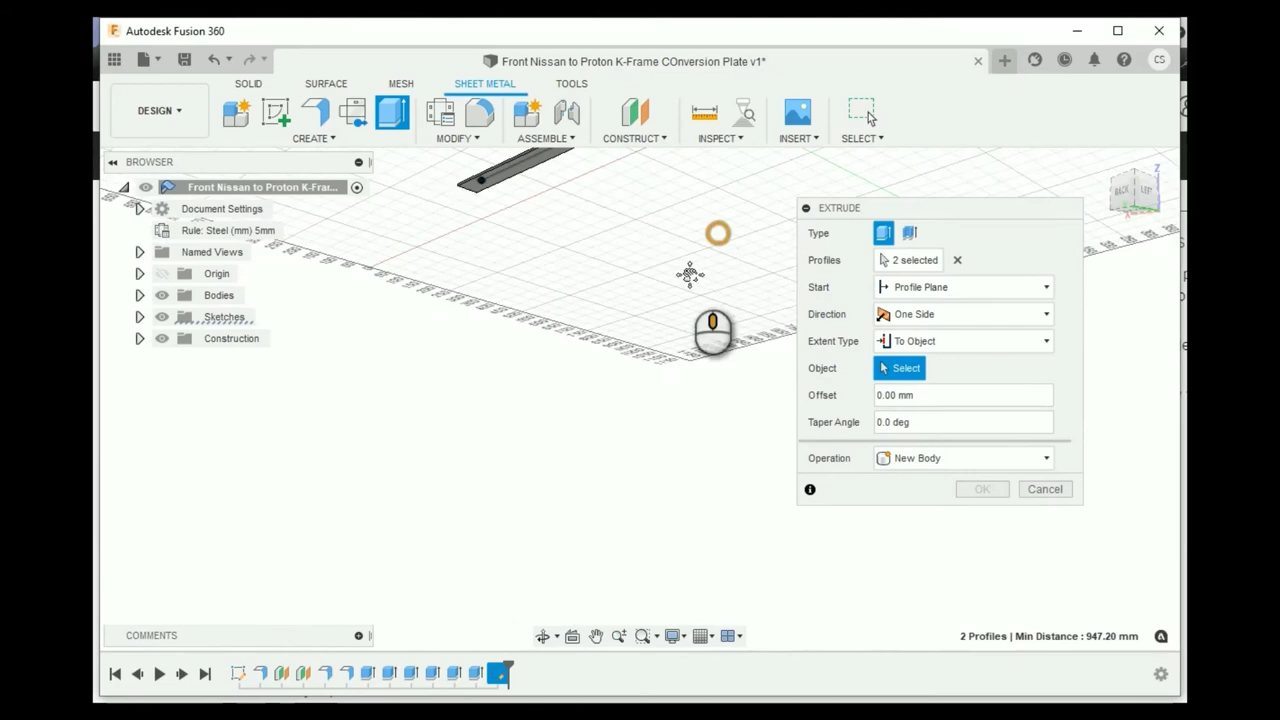 Autodesk Fusion 360
Front Nissan to Proton K-Frame COnversion Plate v1*
CS
DESIGN
SOLID
SURFACE
MESH
SHEET METAL
TOOLS
CREATE
MODIFY
ASSEMBLE
CONSTRUCT
INSPECT
INSERT
SELECT
BROWSER
Front Nissan to Proton K-Frar...
Document Settings
Rule: Steel (mm) 5mm
Named Views
Origin
Bodies
Sketches
Construction
BACK
LEFT
Z
EXTRUDE
Type
Profiles
2 selected
Start
Profile Plane
Direction
One Side
Extent Type
To Object
Object
Select
Offset
0.00 mm
Taper Angle
0.0 deg
Operation
New Body
OK
Cancel
COMMENTS
2 Profiles | Min Distance : 947.20 mm